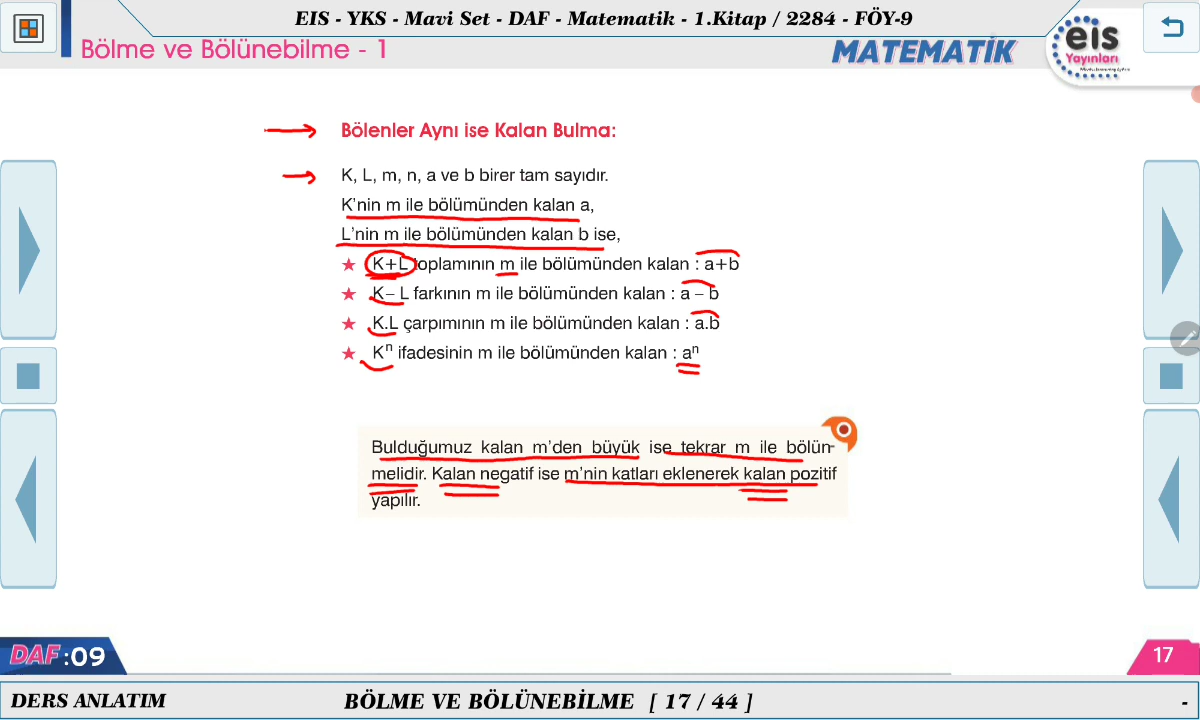 EIS - YKS - Mavi Set - DAF - Matematik - 1.Kitap / 2284 - FÖY-9
Bölme ve Bölünebilme - 1
MATEMATİK
eis
Yayınları
Bölenler Aynı ise Kalan Bulma:
K, L, m, n, a ve b birer tam sayıdır.
K'nin m ile bölümünden kalan a,
L'nin m ile bölümünden kalan b ise,
★ K+L toplamının m ile bölümünden kalan : a+b
★ K– L farkının m ile bölümünden kalan : a – b
★ K.L çarpımının m ile bölümünden kalan : a.b
★ Kⁿ ifadesinin m ile bölümünden kalan : aⁿ
Bulduğumuz kalan m'den büyük ise tekrar m ile bölün-
melidir. Kalan negatif ise m'nin katları eklenerek kalan pozitif
yapılır.
DAF :09
17
DERS ANLATIM
BÖLME VE BÖLÜNEBİLME [ 17 / 44 ]
-